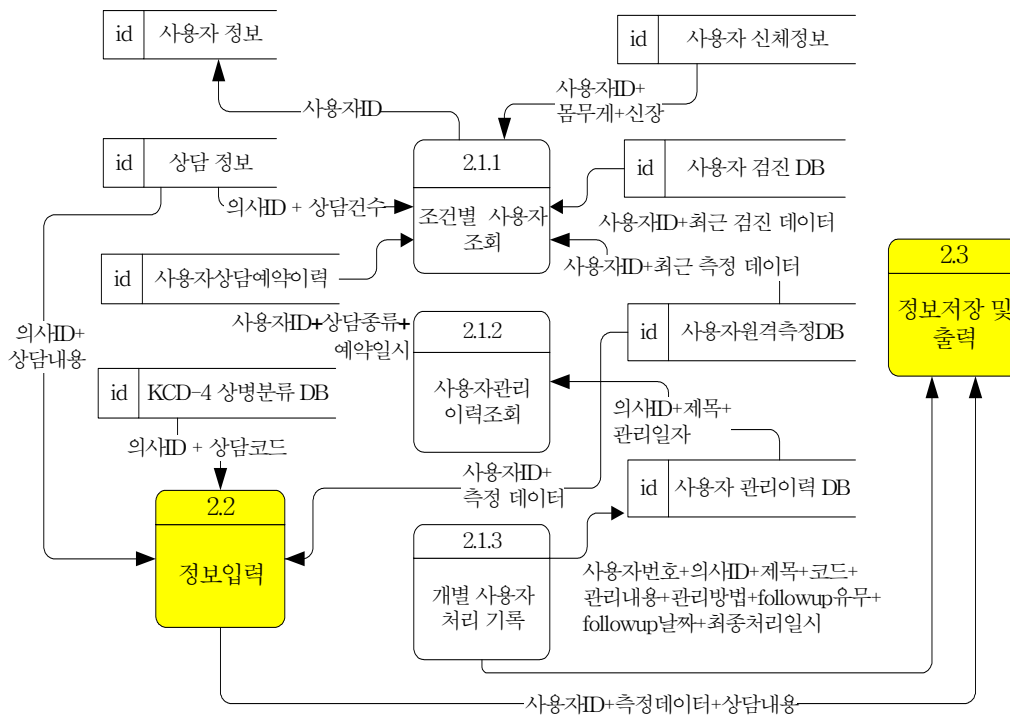 id 사용자 정보
id 사용자 신체정보
사용자ID+
몸무게+신장
사용자ID
id 상담 정보
2.1.1
조건별 사용자
조회
id 사용자 검진 DB
의사ID + 상담건수
사용자ID+최근 검진 데이터
id 사용자상담예약이력
사용자ID+최근 측정 데이터
2.3
정보저장 및
출력
사용자ID+상담종류+
예약일시
의사ID+
상담내용
2.1.2
사용자관리
이력조회
id 사용자원격측정DB
id KCD-4 상병분류 DB
의사ID+제목+
관리일자
의사ID + 상담코드
사용자ID+
측정 데이터
id 사용자 관리이력 DB
2.2
정보입력
2.1.3
개별 사용자
처리 기록
사용자번호+의사ID+제목+코드+
관리내용+관리방법+followup유무+
followup날짜+최종처리일시
사용자ID+측정데이터+상담내용